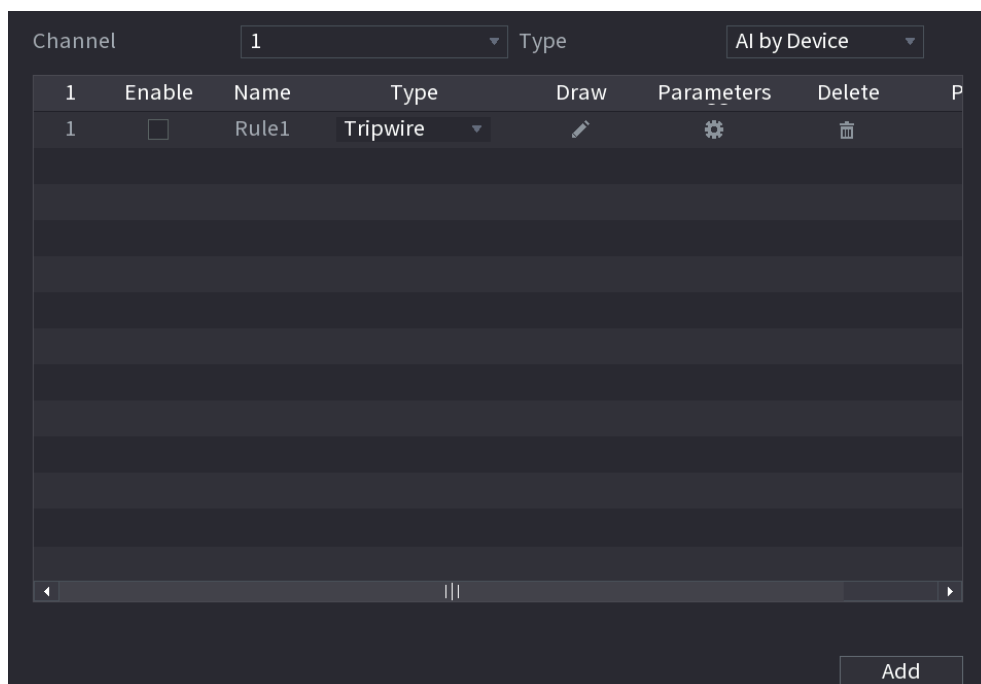 Channel 1 Type AI by Device
1 Enable Name Type Draw Parameters Delete P
1 Rule1 Tripwire
Add